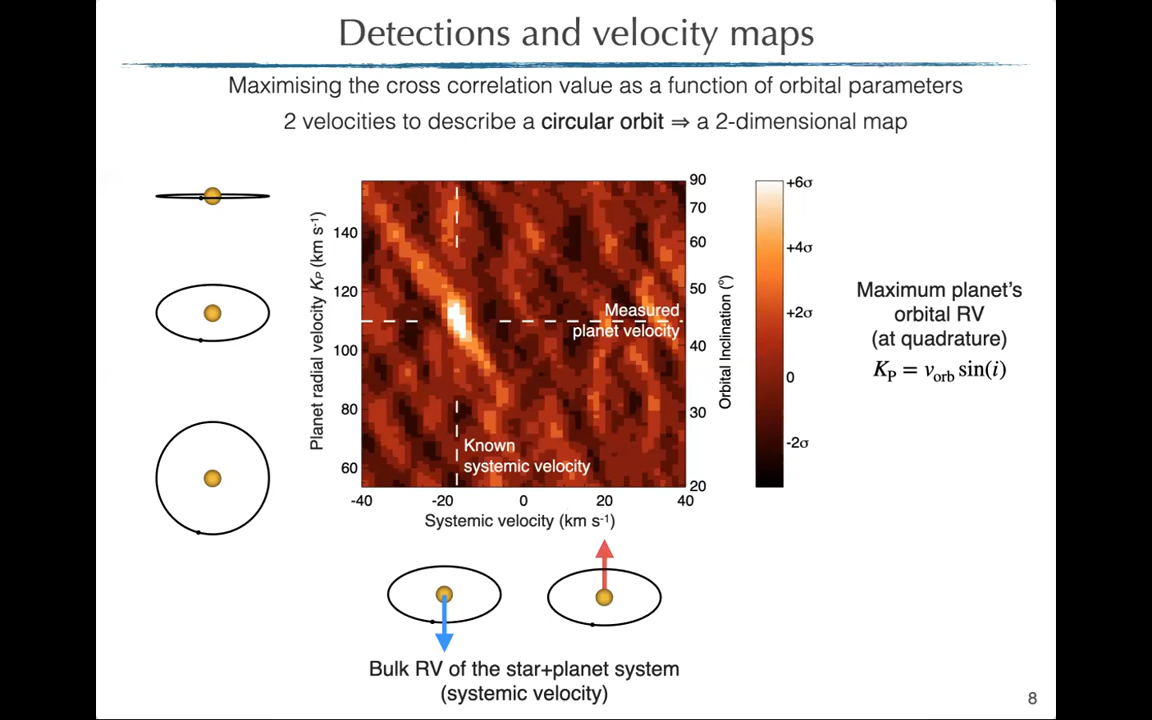 Detections and velocity maps
Maximising the cross correlation value as a function of orbital parameters
2 velocities to describe a circular orbit ⇒ a 2-dimensional map
Planet radial velocity Kₚ (km s⁻¹)
140
120
100
80
60
-40
-20
0
20
40
Systemic velocity (km s⁻¹)
Measured
planet velocity
Known
systemic velocity
90
70
60
50
40
30
20
Orbital Inclination (°)
+6σ
+4σ
+2σ
0
-2σ
Maximum planet's
orbital RV
(at quadrature)
K_P = v_orb sin(i)
Bulk RV of the star+planet system
(systemic velocity)
8